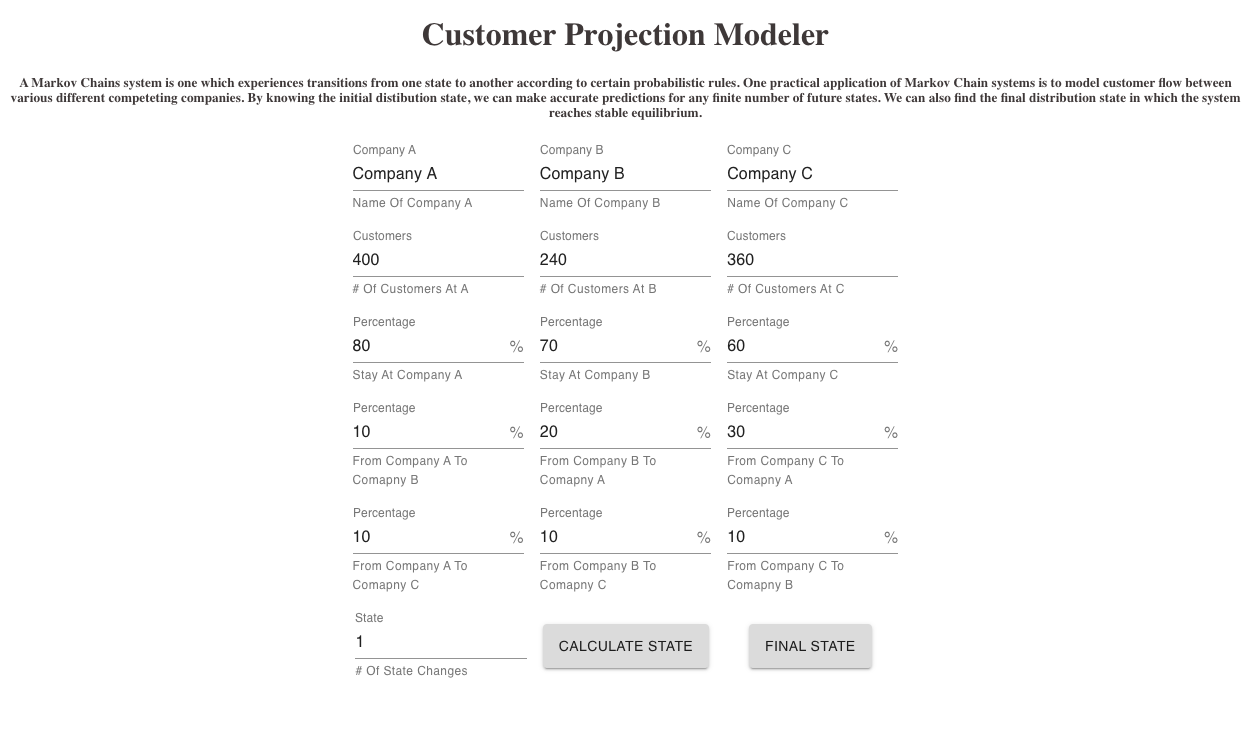 Customer Projection Modeler
A Markov Chains system is one which experiences transitions from one state to another according to certain probabilistic rules. One practical application of Markov Chain systems is to model customer flow between
various different competeting companies. By knowing the initial distibution state, we can make accurate predictions for any finite number of future states. We can also find the final distribution state in which the system
reaches stable equilibrium.
Company A Company B Company C
Company A Company B Company C
Name Of Company A Name Of Company B Name Of Company C
Customers Customers Customers
400 240 360
# Of Customers At A # Of Customers At B # Of Customers At C
Percentage Percentage Percentage
80 % 70 % 60 %
Stay At Company A Stay At Company B Stay At Company C
Percentage Percentage Percentage
10 % 20 % 30 %
From Company A To From Company B To From Company C To
Comapny B Comapny A Comapny A
Percentage Percentage Percentage
10 % 10 % 10 %
From Company A To From Company B To From Company C To
Comapny C Comapny C Comapny B
State
1 CALCULATE STATE FINAL STATE
# Of State Changes